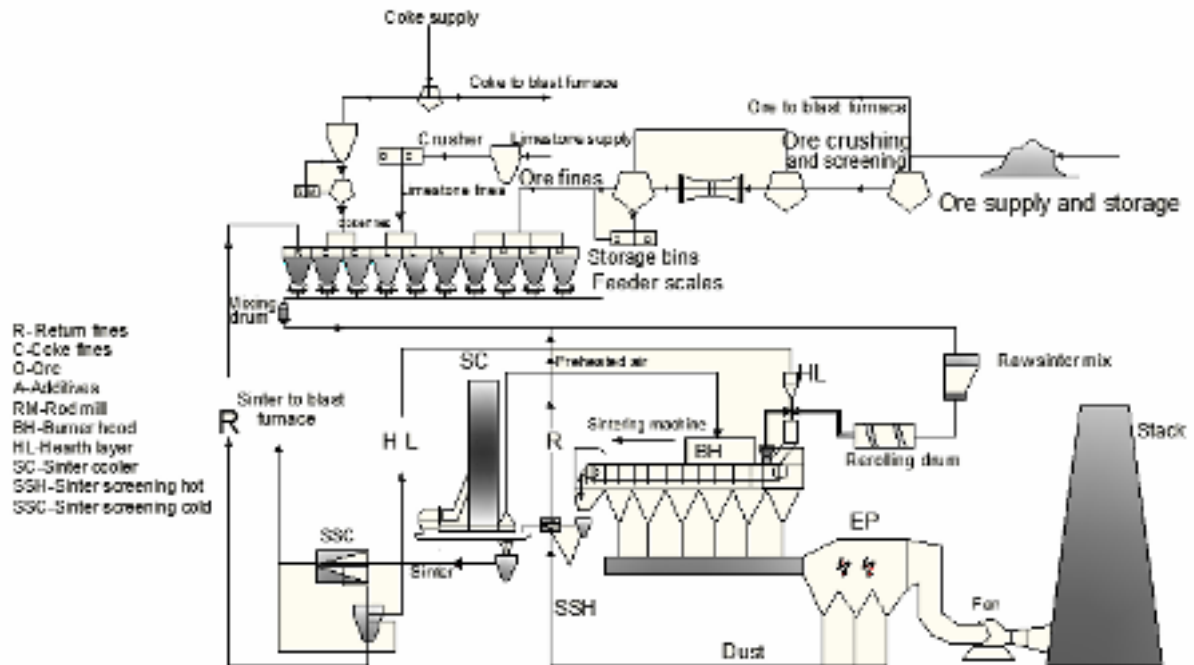 Coke supply
Coke to blast furnace
Ore to blast furnace
Crusher
Limestone supply
Ore crushing
and screening
Ore fines
Limestone fines
Ore supply and storage
Coke fines
Storage bins
Feeder scales
Mixing
drum
R-Return fines
C-Coke fines
O-Ore
A-Additives
RM-Rod mill
BH-Burner hood
HL-Hearth layer
SC-Sinter cooler
SSH-Sinter screening hot
SSC-Sinter screening cold
SC
Preheated air
HL
Raw sinter mix
Sinter to blast
furnace
R
H L
R
Sintering machine
BH
Rerolling drum
Stack
EP
SSC
Sinter
SSH
Fan
Dust